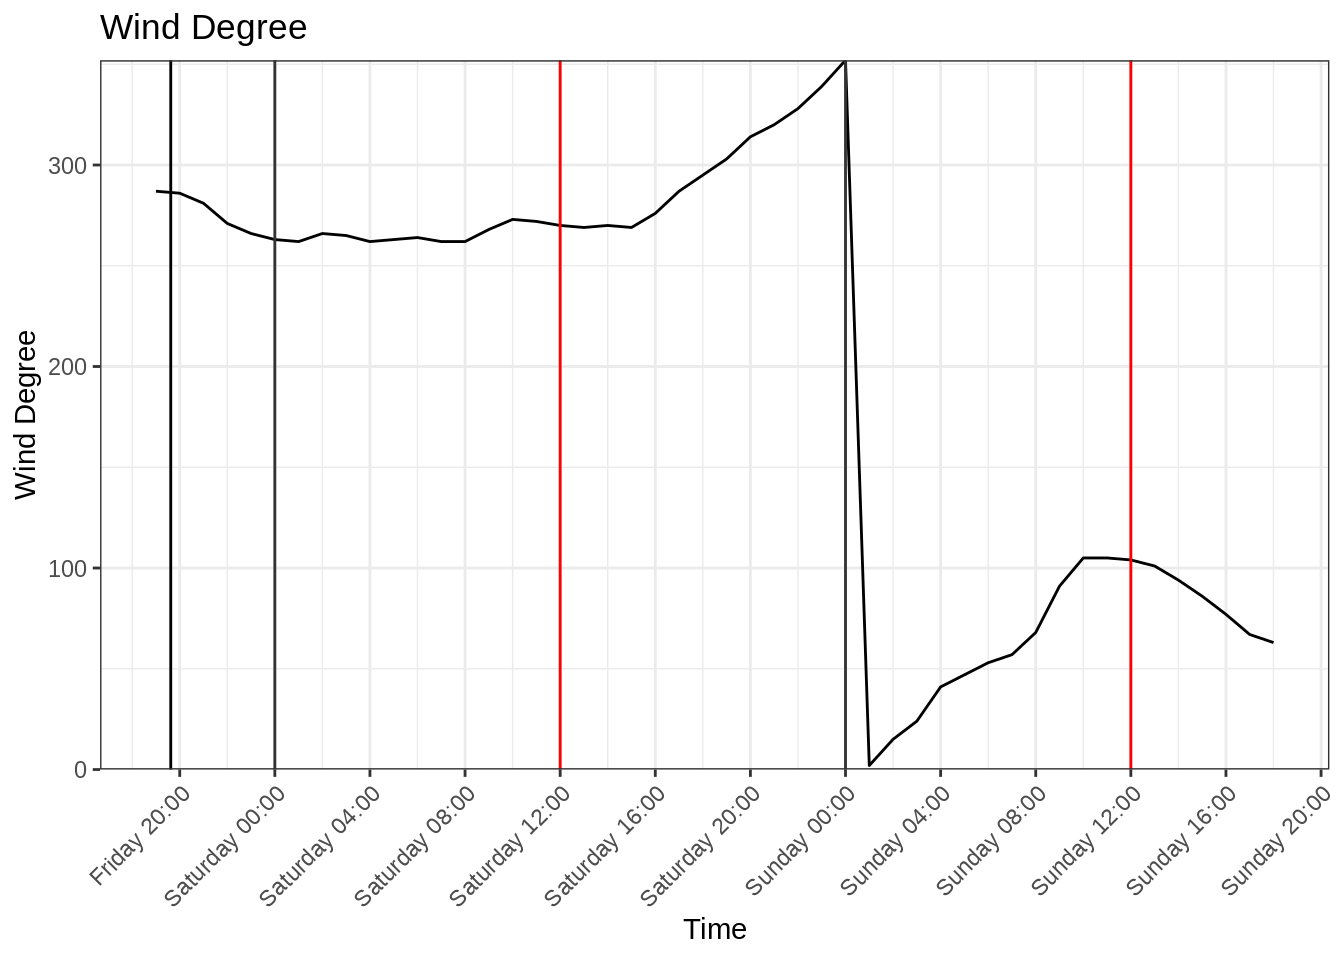 Wind Degree
Wind Degree
300
200
100
0
Friday 20:00
Saturday 00:00
Saturday 04:00
Saturday 08:00
Saturday 12:00
Saturday 16:00
Saturday 20:00
Sunday 00:00
Sunday 04:00
Sunday 08:00
Sunday 12:00
Sunday 16:00
Sunday 20:00
Time